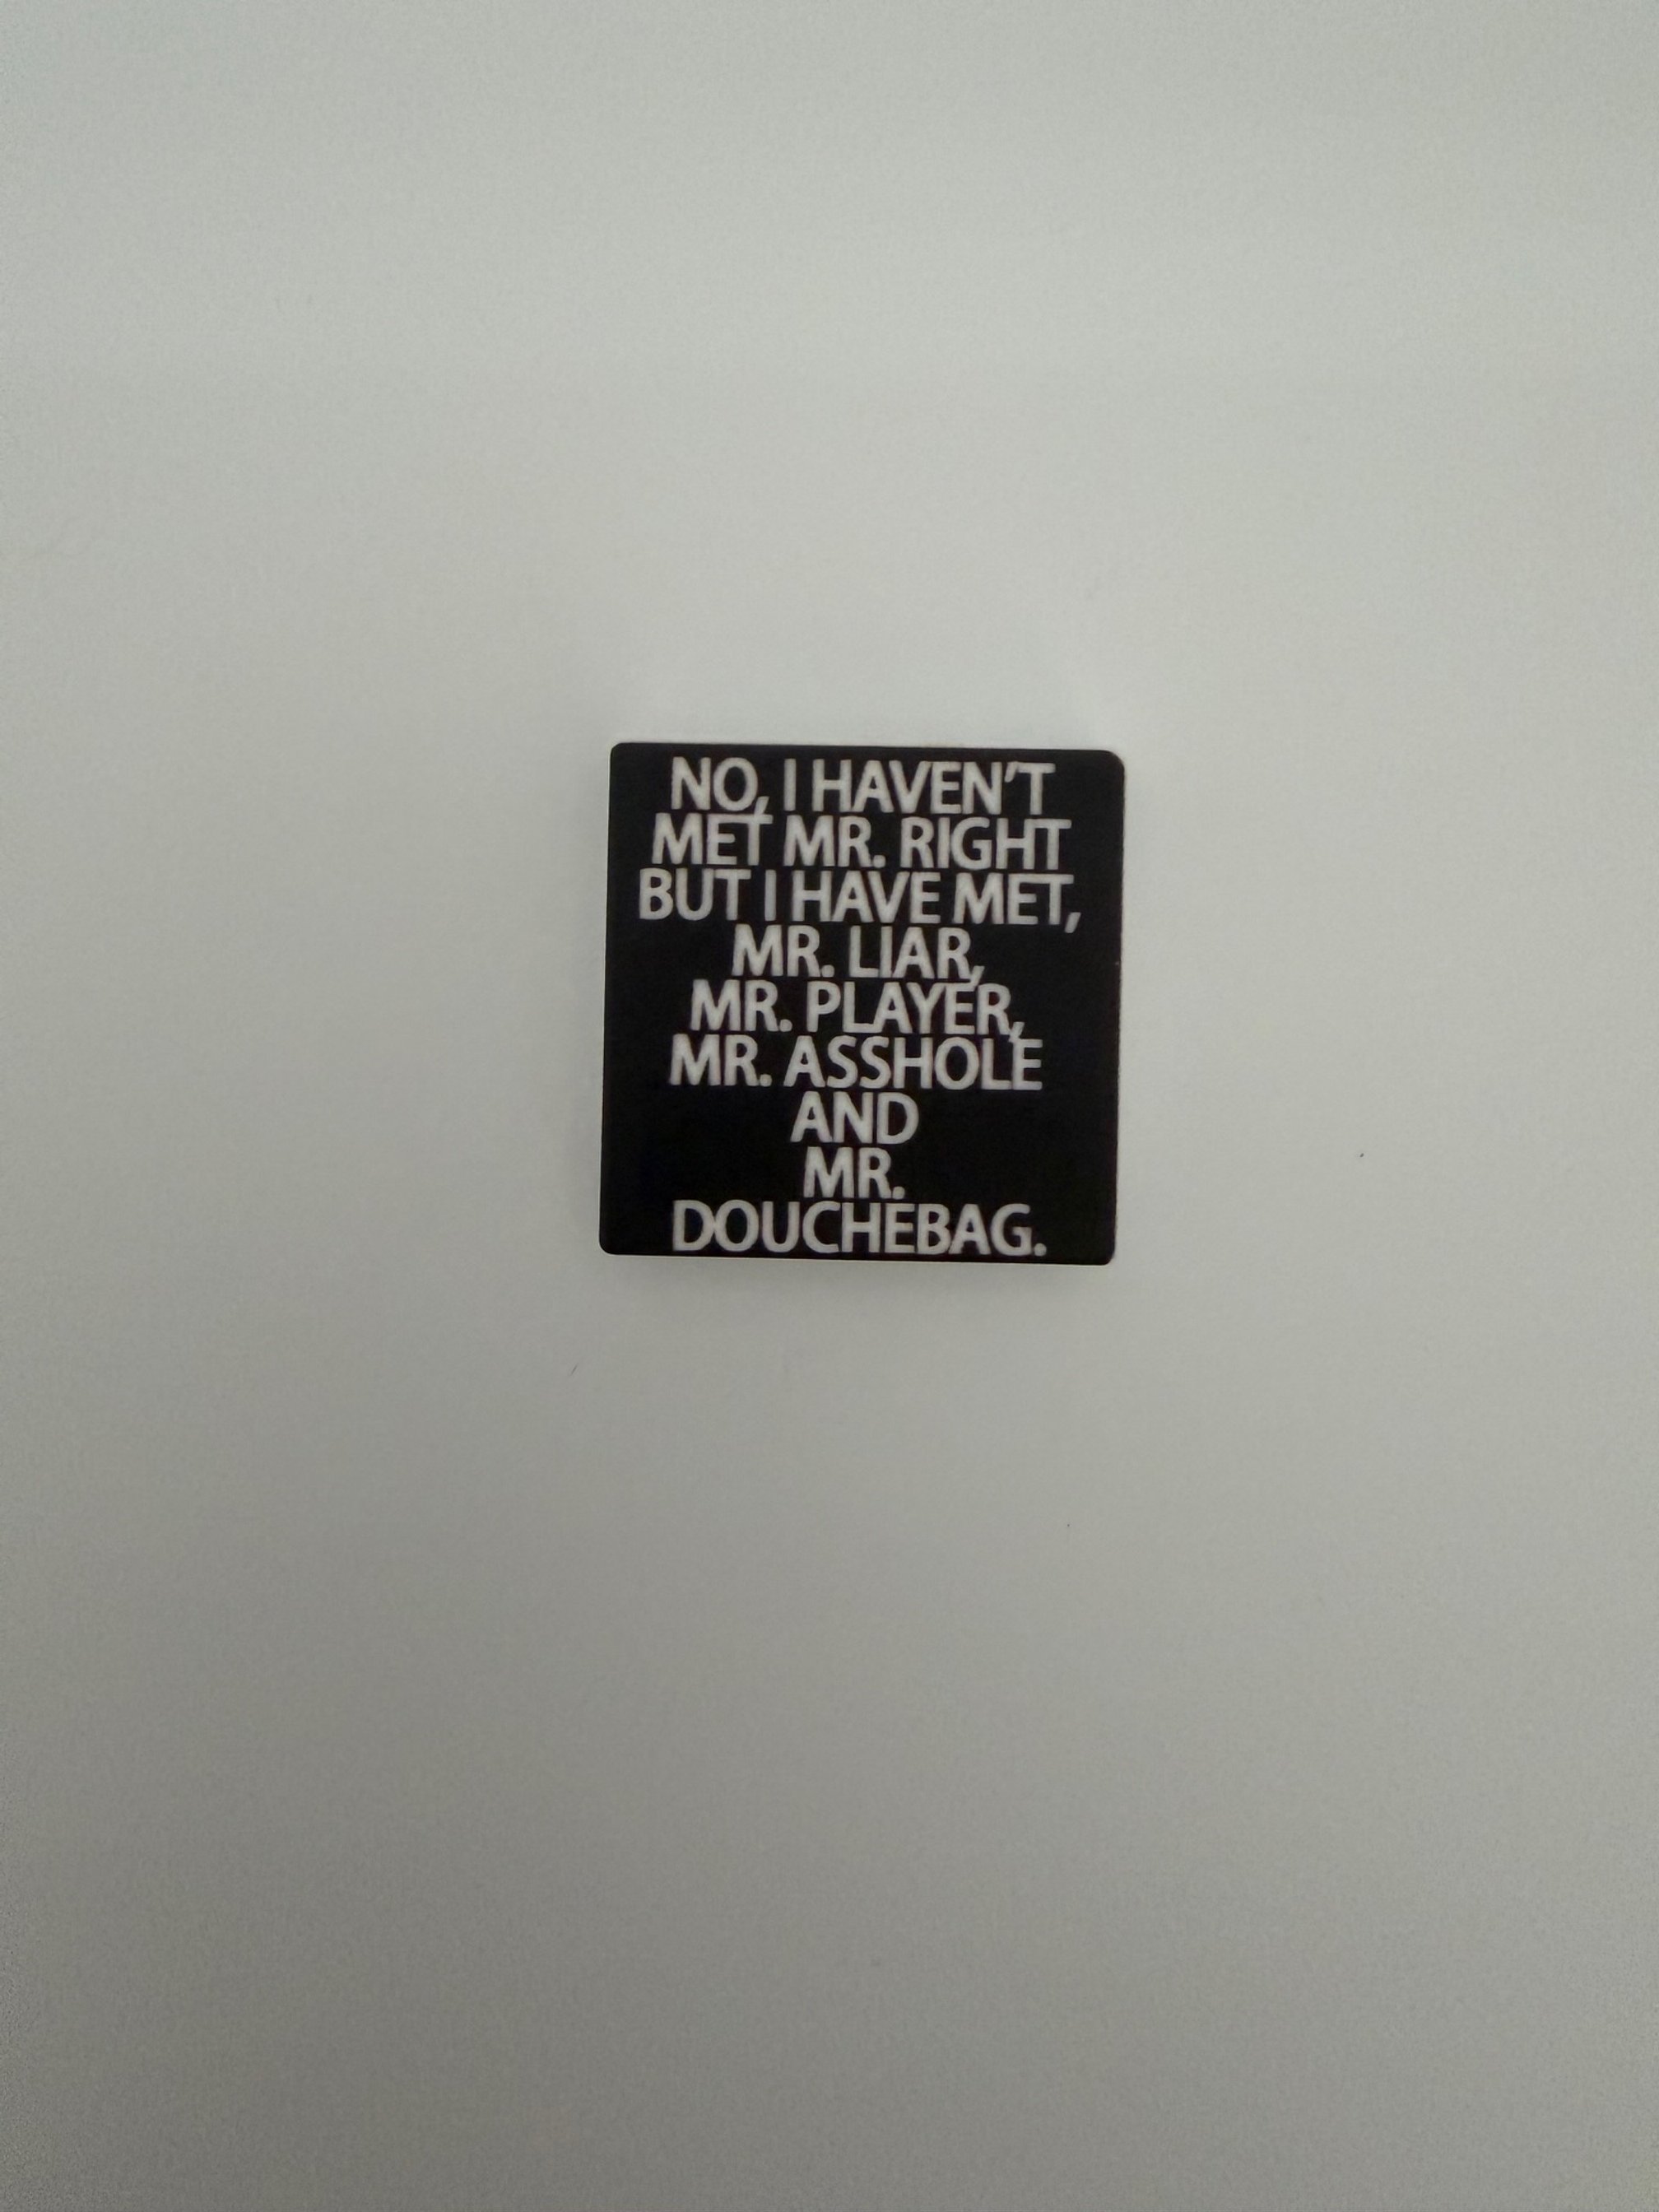 NO, I HAVEN'T
MET MR. RIGHT
BUT I HAVE MET,
MR. LIAR,
MR. PLAYER,
MR. ASSHOLE
AND
MR.
DOUCHEBAG.